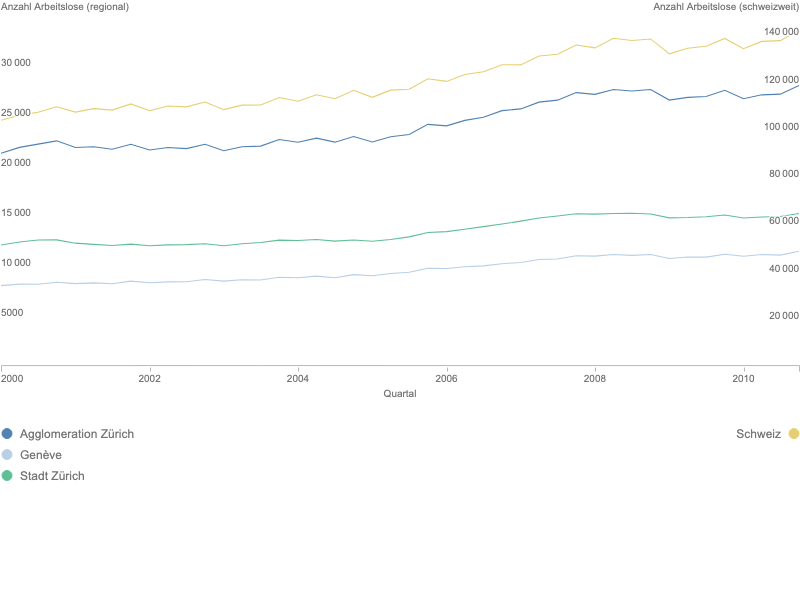 Anzahl Arbeitslose (regional)
Anzahl Arbeitslose (schweizweit)
140 000
30 000
120 000
25 000
100 000
20 000
80 000
15 000
60 000
10 000
40 000
5000
20 000
2000 2002 2004 2006 2008 2010
Quartal
Agglomeration Zürich
Schweiz
Genève
Stadt Zürich